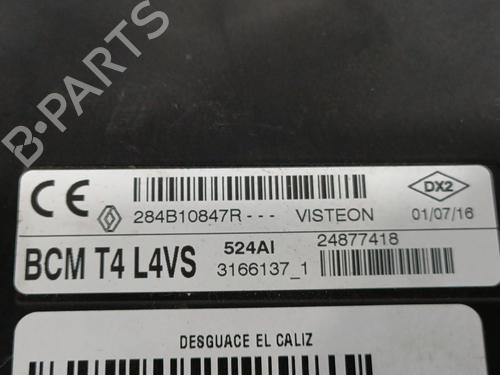 B-PARTS
CE
284B10847R--- VISTEON
DX2
01/07/16
BCM T4 L4VS
524AI
3166137_1
24877418
DESGUACE EL CALIZ